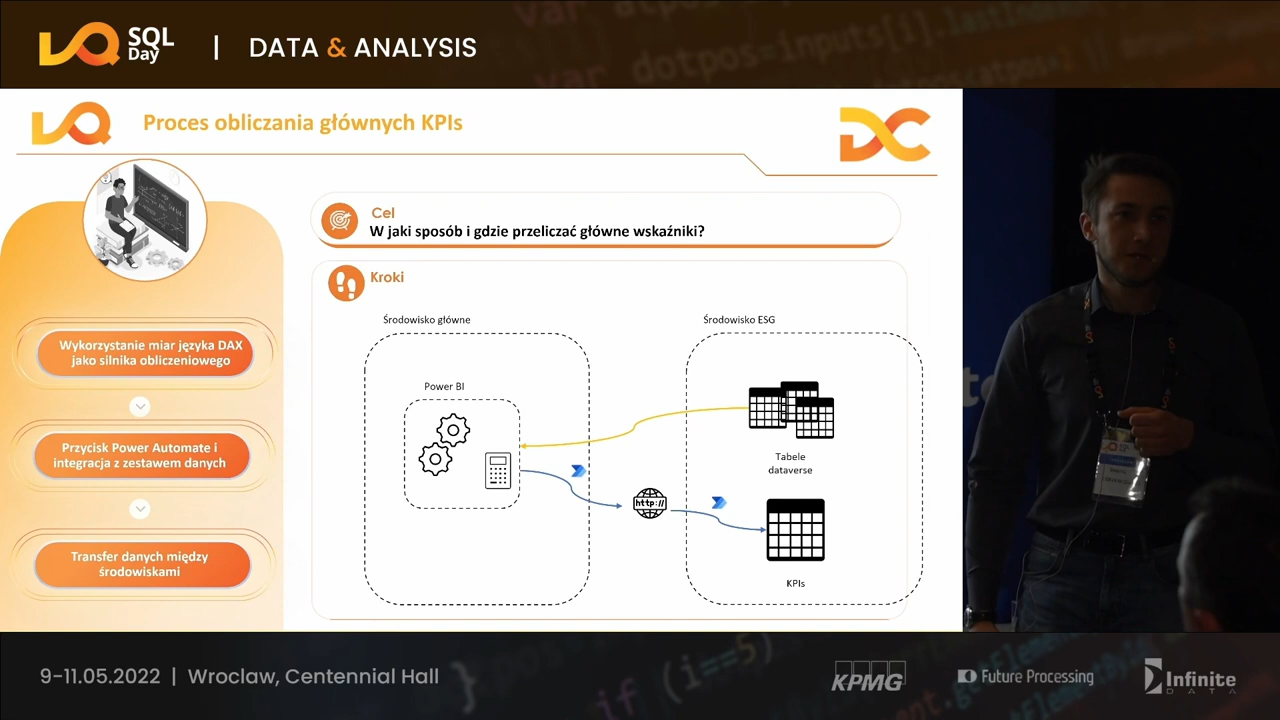 SQL
Day
| DATA & ANALYSIS
Proces obliczania głównych KPIs
Cel
W jaki sposób i gdzie przeliczać główne wskaźniki?
Kroki
Wykorzystanie miar języka DAX
jako silnika obliczeniowego
Przycisk Power Automate i
integracja z zestawem danych
Transfer danych między
środowiskami
Środowisko główne
Środowisko ESG
Power BI
Tabele
dataverse
http://
KPIs
9-11.05.2022 | Wroclaw, Centennial Hall
KPMG
Future Processing
Infinite
DATA